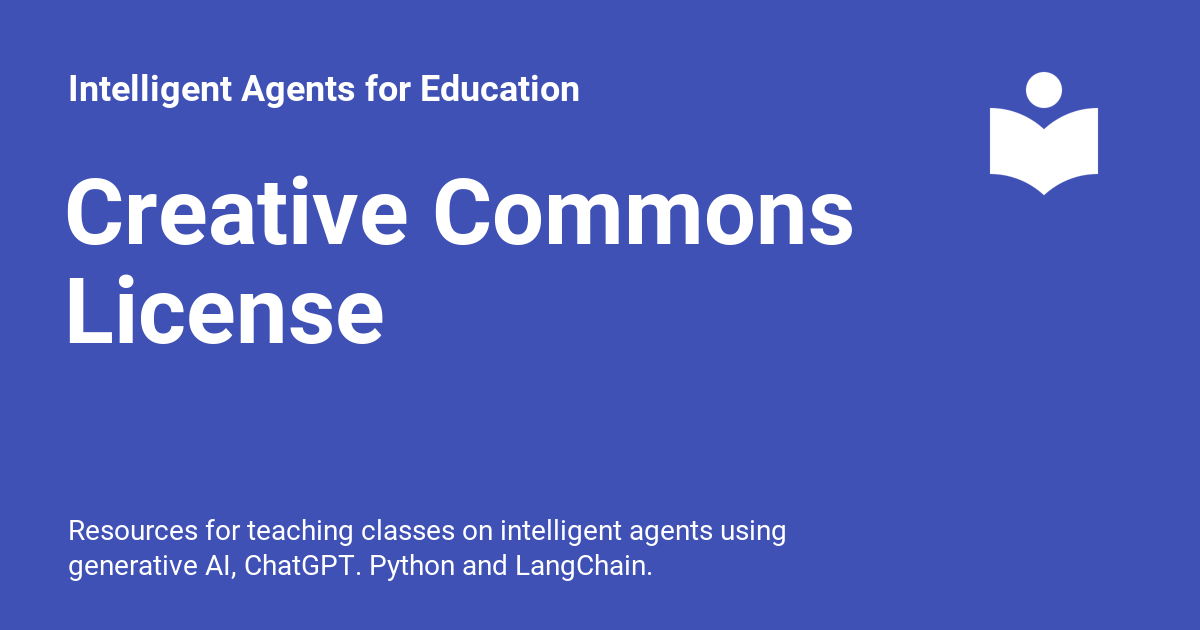 Intelligent Agents for Education
Creative Commons
License
Resources for teaching classes on intelligent agents using
generative AI, ChatGPT. Python and LangChain.